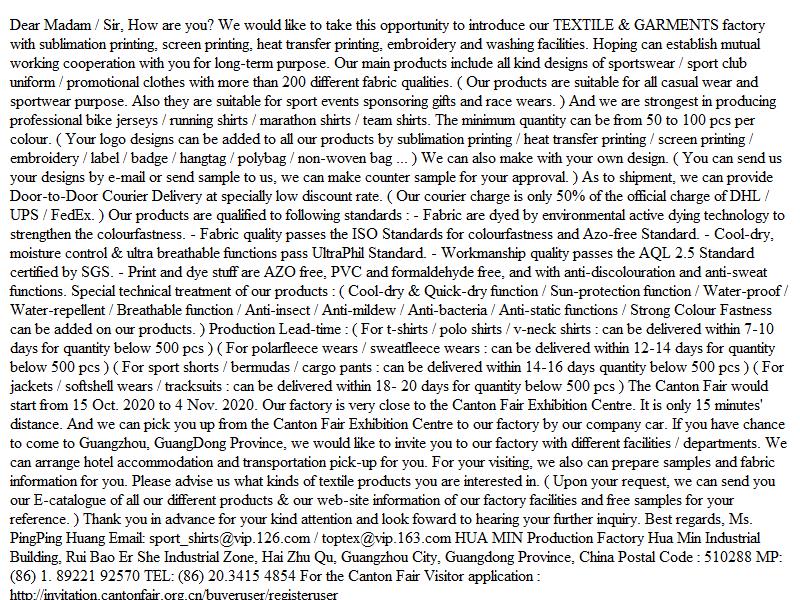 Dear Madam / Sir, How are you? We would like to take this opportunity to introduce our TEXTILE & GARMENTS factory
with sublimation printing, screen printing, heat transfer printing, embroidery and washing facilities. Hoping can establish mutual
working cooperation with you for long-term purpose. Our main products include all kind designs of sportswear / sport club
uniform / promotional clothes with more than 200 different fabric qualities. ( Our products are suitable for all casual wear and
sportwear purpose. Also they are suitable for sport events sponsoring gifts and race wears. ) And we are strongest in producing
professional bike jerseys / running shirts / marathon shirts / team shirts. The minimum quantity can be from 50 to 100 pcs per
colour. ( Your logo designs can be added to all our products by sublimation printing / heat transfer printing / screen printing /
embroidery / label / badge / hangtag / polybag / non-woven bag ... ) We can also make with your own design. ( You can send us
your designs by e-mail or send sample to us, we can make counter sample for your approval. ) As to shipment, we can provide
Door-to-Door Courier Delivery at specially low discount rate. ( Our courier charge is only 50% of the official charge of DHL /
UPS / FedEx. ) Our products are qualified to following standards : - Fabric are dyed by environmental active dying technology to
strengthen the colourfastness. - Fabric quality passes the ISO Standards for colourfastness and Azo-free Standard. - Cool-dry,
moisture control & ultra breathable functions pass UltraPhil Standard. - Workmanship quality passes the AQL 2.5 Standard
certified by SGS. - Print and dye stuff are AZO free, PVC and formaldehyde free, and with anti-discolouration and anti-sweat
functions. Special technical treatment of our products : ( Cool-dry & Quick-dry function / Sun-protection function / Water-proof /
Water-repellent / Breathable function / Anti-insect / Anti-mildew / Anti-bacteria / Anti-static functions / Strong Colour Fastness
can be added on our products. ) Production Lead-time : ( For t-shirts / polo shirts / v-neck shirts : can be delivered within 7-10
days for quantity below 500 pcs ) ( For polarfleece wears / sweatfleece wears : can be delivered within 12-14 days for quantity
below 500 pcs ) ( For sport shorts / bermudas / cargo pants : can be delivered within 14-16 days quantity below 500 pcs ) ( For
jackets / softshell wears / tracksuits : can be delivered within 18- 20 days for quantity below 500 pcs ) The Canton Fair would
start from 15 Oct. 2020 to 4 Nov. 2020. Our factory is very close to the Canton Fair Exhibition Centre. It is only 15 minutes'
distance. And we can pick you up from the Canton Fair Exhibition Centre to our factory by our company car. If you have chance
to come to Guangzhou, GuangDong Province, we would like to invite you to our factory with different facilities / departments. We
can arrange hotel accommodation and transportation pick-up for you. For your visiting, we also can prepare samples and fabric
information for you. Please advise us what kinds of textile products you are interested in. ( Upon your request, we can send you
our E-catalogue of all our different products & our web-site information of our factory facilities and free samples for your
reference. ) Thank you in advance for your kind attention and look foward to hearing your further inquiry. Best regards, Ms.
PingPing Huang Email: sport_shirts@vip.126.com / toptex@vip.163.com HUA MIN Production Factory Hua Min Industrial
Building, Rui Bao Er She Industrial Zone, Hai Zhu Qu, Guangzhou City, Guangdong Province, China Postal Code : 510288 MP:
(86) 1. 89221 92570 TEL: (86) 20.3415 4854 For the Canton Fair Visitor application :
http://invitation.cantonfair.org.cn/buyeruser/registeruser